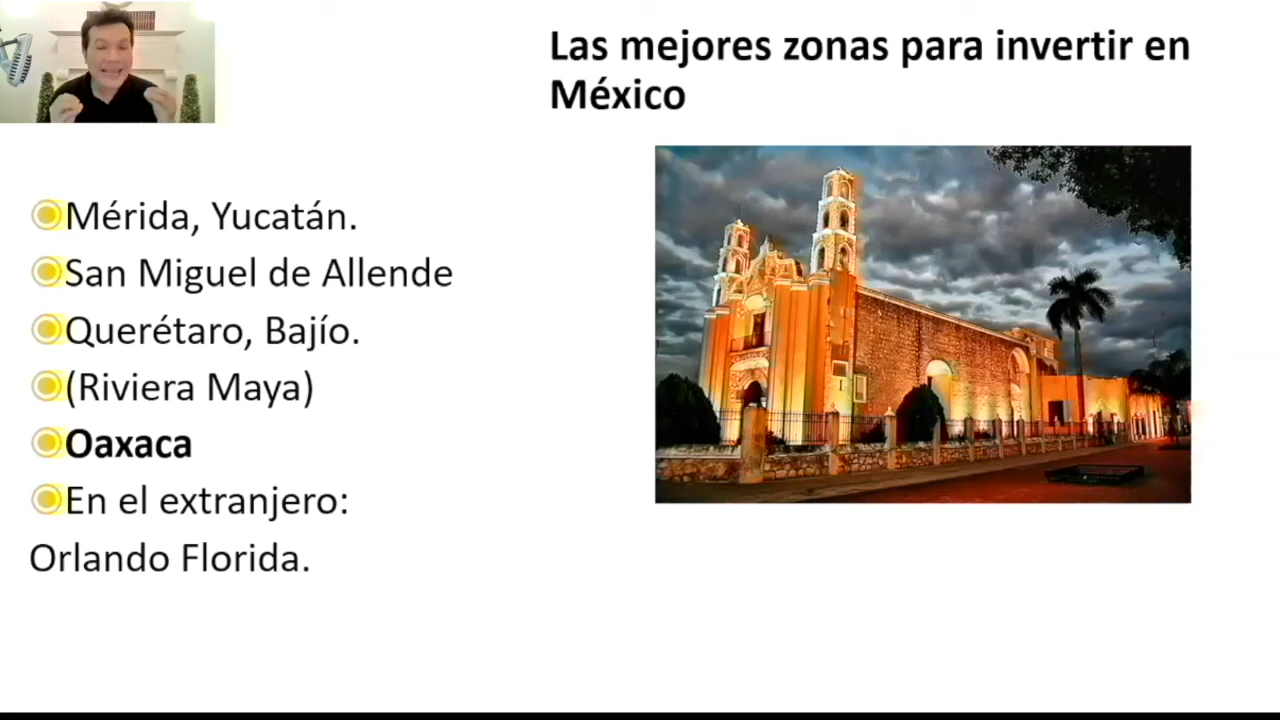 Las mejores zonas para invertir en
México
Mérida, Yucatán.
San Miguel de Allende
Querétaro, Bajío.
(Riviera Maya)
Oaxaca
En el extranjero:
Orlando Florida.